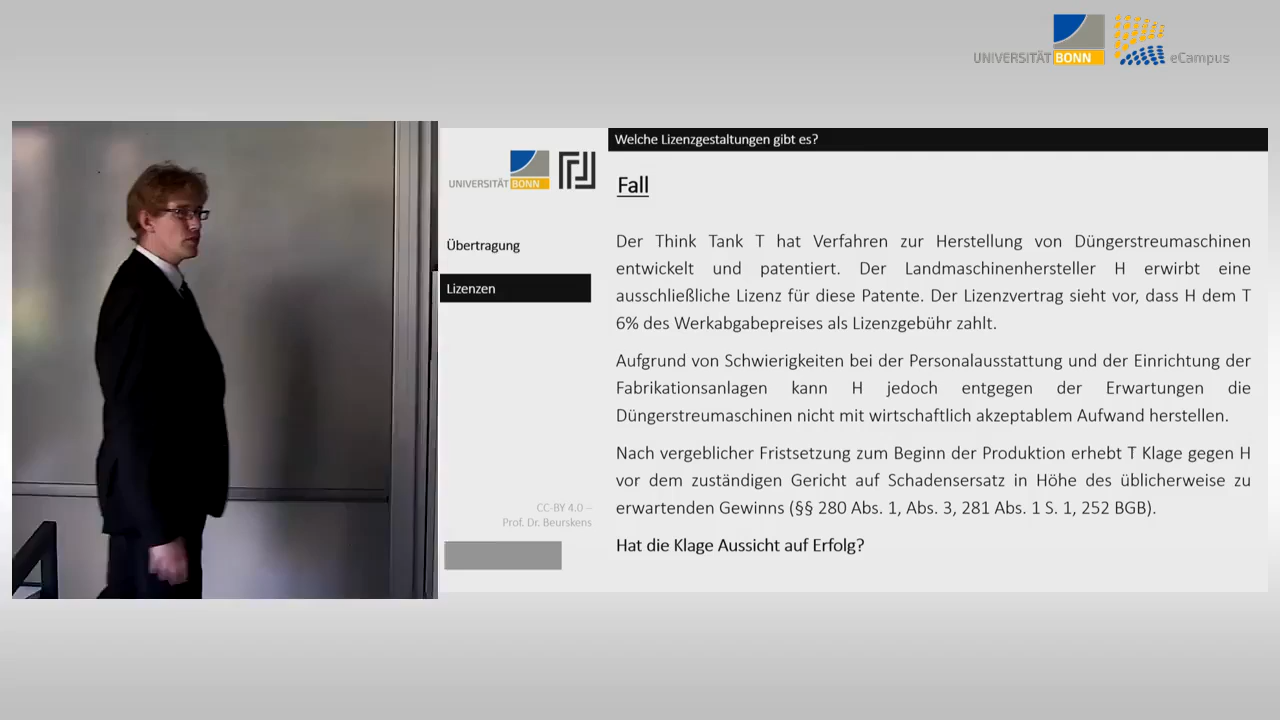 UNIVERSITÄT BONN eCampus
Welche Lizenzgestaltungen gibt es?
UNIVERSITÄT BONN
Übertragung
Lizenzen
Fall
Der Think Tank T hat Verfahren zur Herstellung von Düngerstreumaschinen
entwickelt und patentiert. Der Landmaschinenhersteller H erwirbt eine
ausschließliche Lizenz für diese Patente. Der Lizenzvertrag sieht vor, dass H dem T
6% des Werkabgabepreises als Lizenzgebühr zahlt.
Aufgrund von Schwierigkeiten bei der Personalausstattung und der Einrichtung der
Fabrikationsanlagen kann H jedoch entgegen der Erwartungen die
Düngerstreumaschinen nicht mit wirtschaftlich akzeptablem Aufwand herstellen.
Nach vergeblicher Fristsetzung zum Beginn der Produktion erhebt T Klage gegen H
vor dem zuständigen Gericht auf Schadensersatz in Höhe des üblicherweise zu
erwartenden Gewinns (§§ 280 Abs. 1, Abs. 3, 281 Abs. 1 S. 1, 252 BGB).
Hat die Klage Aussicht auf Erfolg?
CC-BY 4.0 –
Prof. Dr. Beurskens